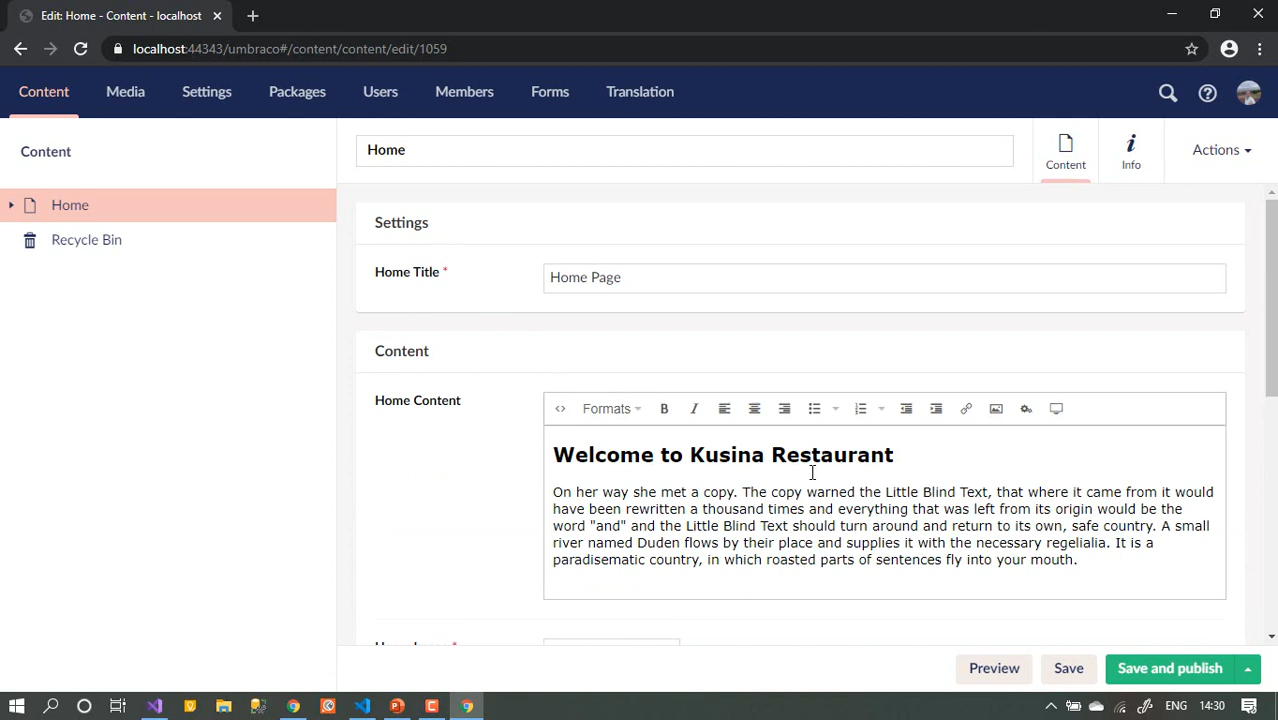 Edit: Home - Content - localhost
localhost:44343/umbraco#/content/content/edit/1059
Content Media Settings Packages Users Members Forms Translation
Content
Home
Recycle Bin
Home
Content
Info
Actions
Settings
Home Title *
Home Page
Content
Home Content
Formats
Welcome to Kusina Restaurant
On her way she met a copy. The copy warned the Little Blind Text, that where it came from it would
have been rewritten a thousand times and everything that was left from its origin would be the
word "and" and the Little Blind Text should turn around and return to its own, safe country. A small
river named Duden flows by their place and supplies it with the necessary regelialia. It is a
paradisematic country, in which roasted parts of sentences fly into your mouth.
Preview
Save
Save and publish
ENG
14:30